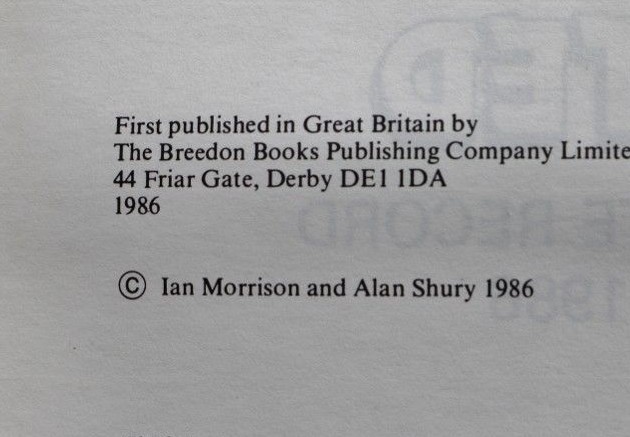 First published in Great Britain by
The Breedon Books Publishing Company Limite
44 Friar Gate, Derby DE1 1DA
1986
© Ian Morrison and Alan Shury 1986